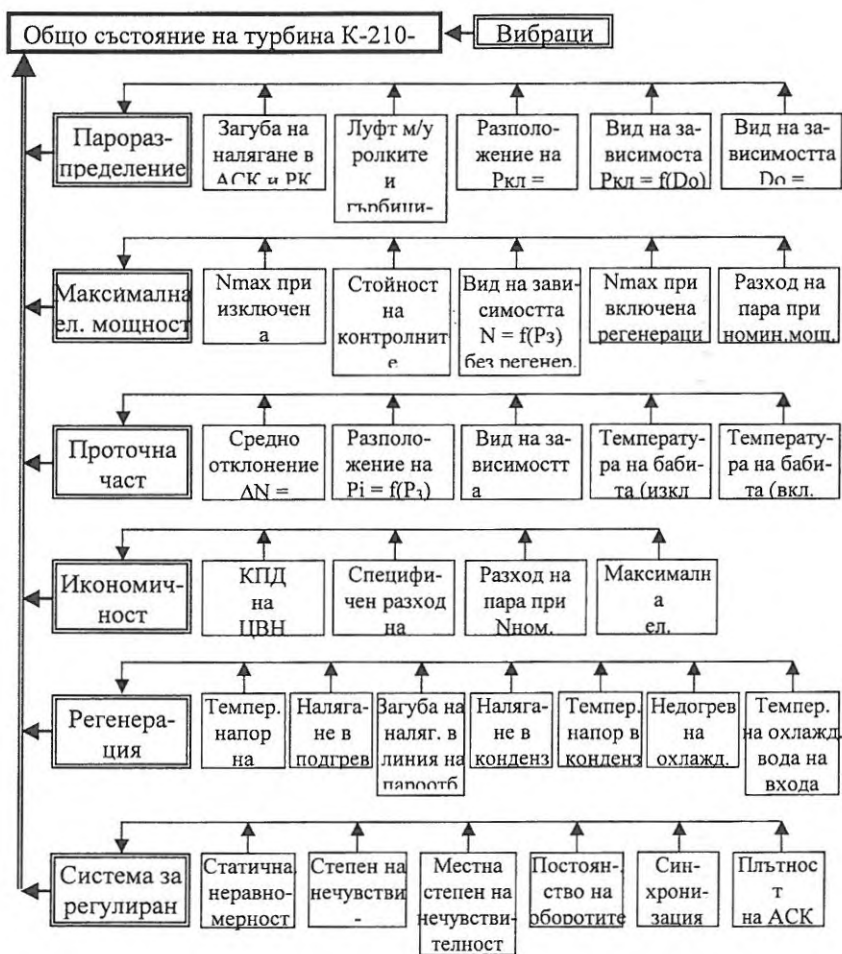 Общо състояние на турбина К-210-
Вибраци
Парораз-
пределение
Загуба на
налягане в
АСК и РК
Луфт м/у
ролките
и
гърбици-
Разполо-
жение на
Ркл =
Вид на за-
висимоста
Ркл = f(Do)
Вид на за-
висимостта
Do =
Максимална
ел. мощност
Nmax при
изключен
а
Стойност
на
контролнит
е
Вид на зави-
симостта
N = f(Рз)
без регенер.
Nmax при
включена
регенераци
Разход на
пара при
номин.мощ.
Проточна
част
Средно
отклонение
ΔN =
Разполо-
жение на
Pi = f(Рз)
Вид на за-
висимостт
а
Температу-
ра на баби-
та (изкл
Температу-
ра на баби-
та (вкл.
Икономич-
ност
КПД
на
ЦВН
Специфи-
чен разход
на
Разход на
пара при
Nном.
Максималн
а
ел.
Регенера-
ция
Темпер.
напор
на
Наляга-
не в
подгрев
Загуба на
наляг. в
линия на
пароотб
Наляга-
не в
конденз
Темпер.
напор в
конденз
Недогрев
на
охлажд.
Темпер.
на охлажд.
вода на
входа
Система за
регулиран
Статична
неравно-
мерност
Степен на
нечувстви-
-
Местна
степен на
нечувстви-
телност
Постоян-
ство на
оборотите
Син-
хрониза-
зация
Плътнос
т
на АСК